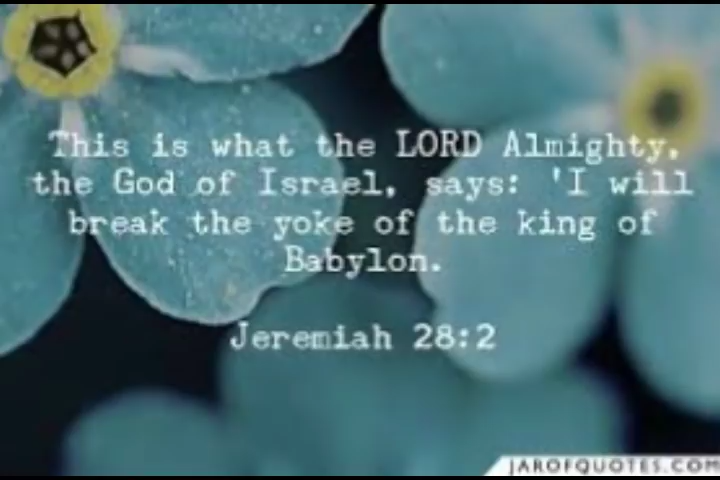 This is what the LORD Almighty,
the God of Israel, says: 'I will
break the yoke of the king of
Babylon.
Jeremiah 28:2
JAROFQUOTES.COM